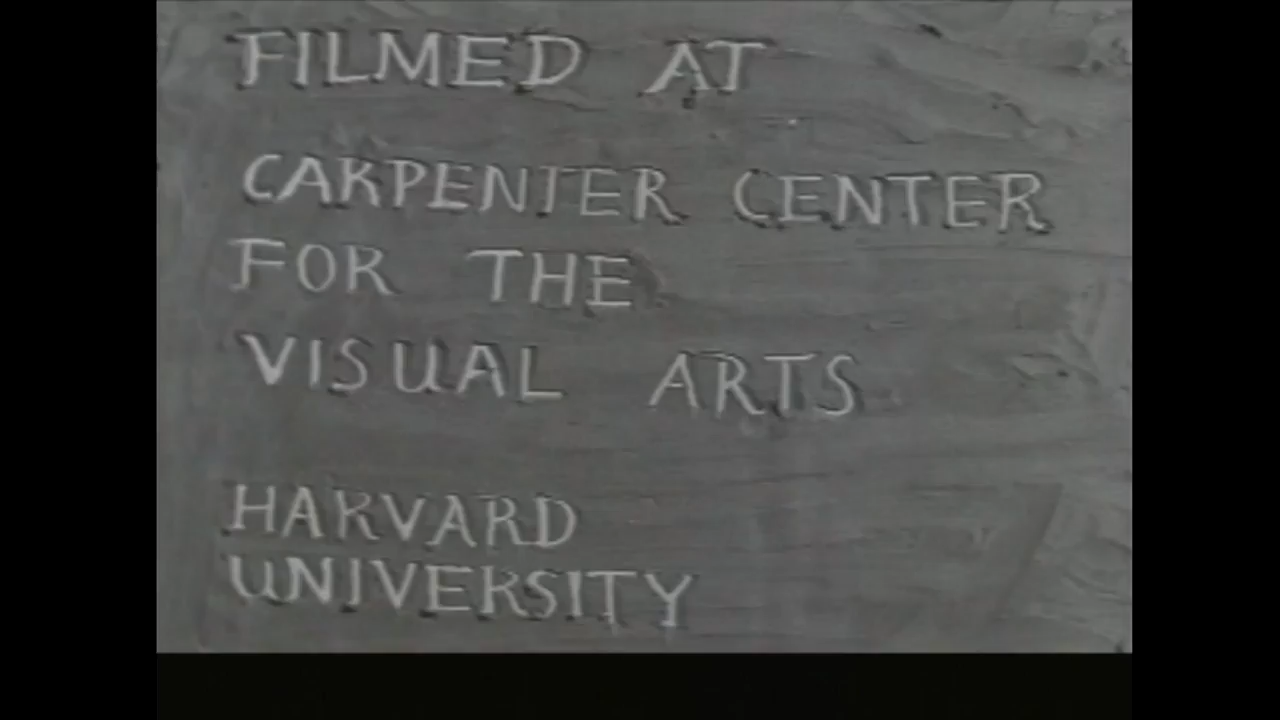 FILMED AT
CARPENTER CENTER
FOR THE
VISUAL ARTS
HARVARD
UNIVERSITY